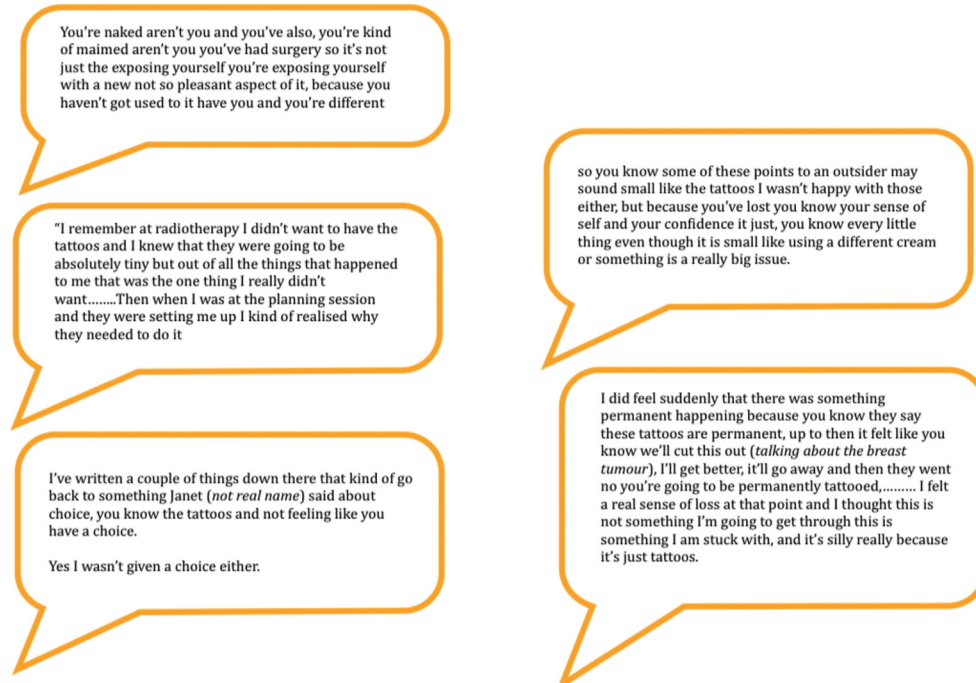 You're naked aren't you and you've also, you're kind
of maimed aren't you you've had surgery so it's not
just the exposing yourself you're exposing yourself
with a new not so pleasant aspect of it, because you
haven't got used to it have you and you're different
“I remember at radiotherapy I didn't want to have the
tattoos and I knew that they were going to be
absolutely tiny but out of all the things that happened
to me that was the one thing I really didn't
want........Then when I was at the planning session
and they were setting me up I kind of realised why
they needed to do it
I've written a couple of things down there that kind of go
back to something Janet (not real name) said about
choice, you know the tattoos and not feeling like you
have a choice.
Yes I wasn't given a choice either.
so you know some of these points to an outsider may
sound small like the tattoos I wasn't happy with those
either, but because you've lost you know your sense of
self and your confidence it just, you know every little
thing even though it is small like using a different cream
or something is a really big issue.
I did feel suddenly that there was something
permanent happening because you know they say
these tattoos are permanent, up to then it felt like you
know we'll cut this out (talking about the breast
tumour), I'll get better, it'll go away and then they went
no you're going to be permanently tattooed,......... I felt
a real sense of loss at that point and I thought this is
not something I'm going to get through this is
something I am stuck with, and it's silly really because
it's just tattoos.